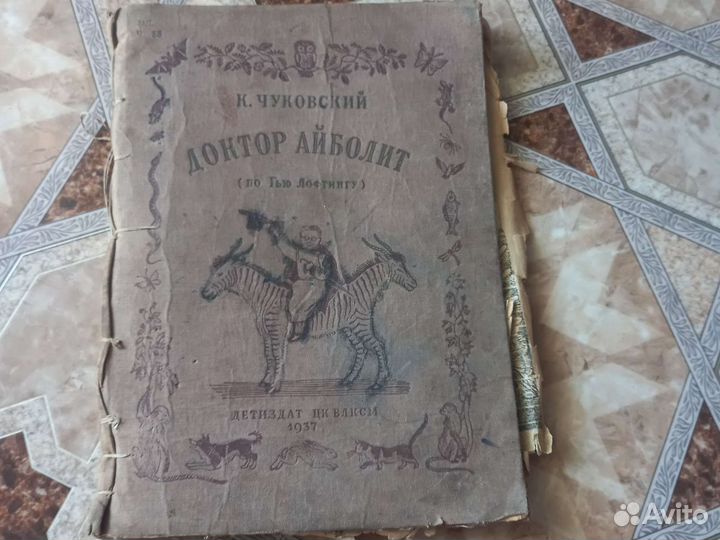 К. ЧУКОВСКИЙ
ДОКТОР АЙБОЛИТ
(ПО ГЬЮ ЛОФТИНГУ)
ДЕТИЗДАТ ЦК ВЛКСМ
1937
Avito